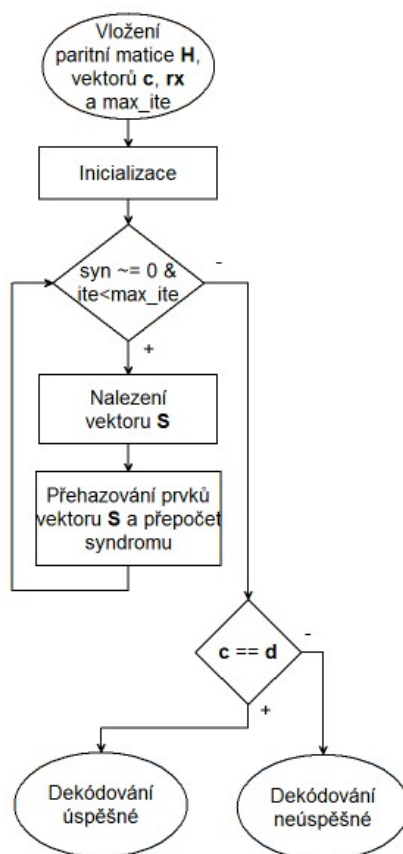 Vložení
paritní matice H,
vektorů c, rx
a max_ite
Inicializace
syn ~= 0 &
ite<max_ite
-
+
Nalezení
vektoru S
Přehazování prvků
vektoru S a přepočet
syndromu
c == d
-
+
Dekódování
úspěšné
Dekódování
neúspěšné